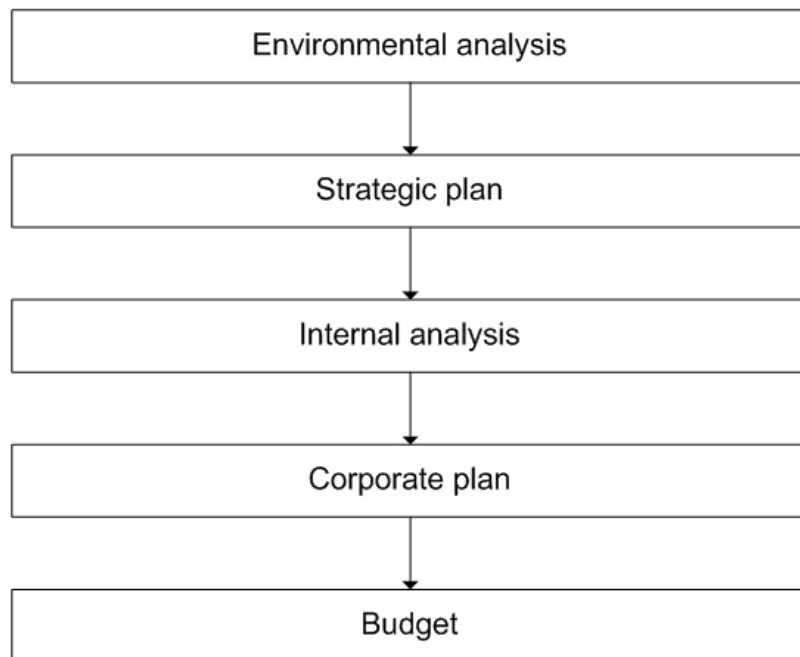 Environmental analysis
Strategic plan
Internal analysis
Corporate plan
Budget